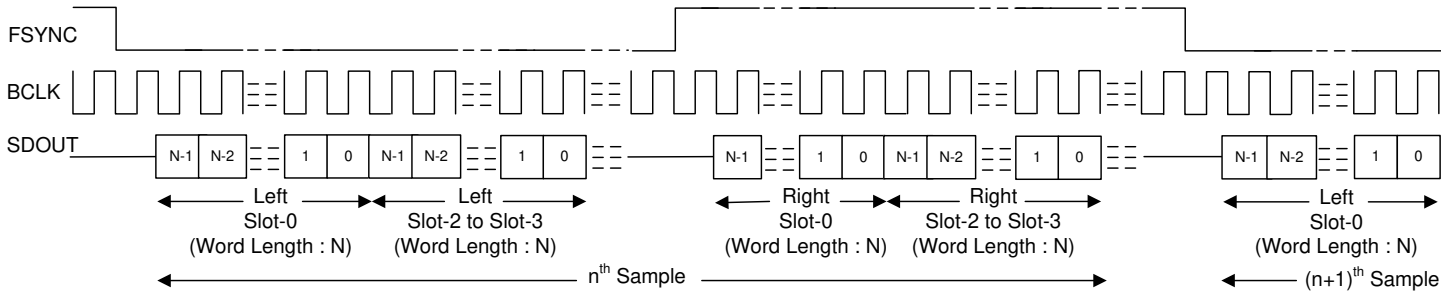 FSYNC
BCLK
SDOUT
N-1 N-2 1 0 N-1 N-2 1 0 N-1 1 0 N-1 N-2 1 0 N-1 N-2 1 0
Left Left Right Right Left
Slot-0 Slot-2 to Slot-3 Slot-0 Slot-2 to Slot-3 Slot-0
(Word Length : N) (Word Length : N) (Word Length : N) (Word Length : N) (Word Length : N)
nth Sample (n+1)th Sample